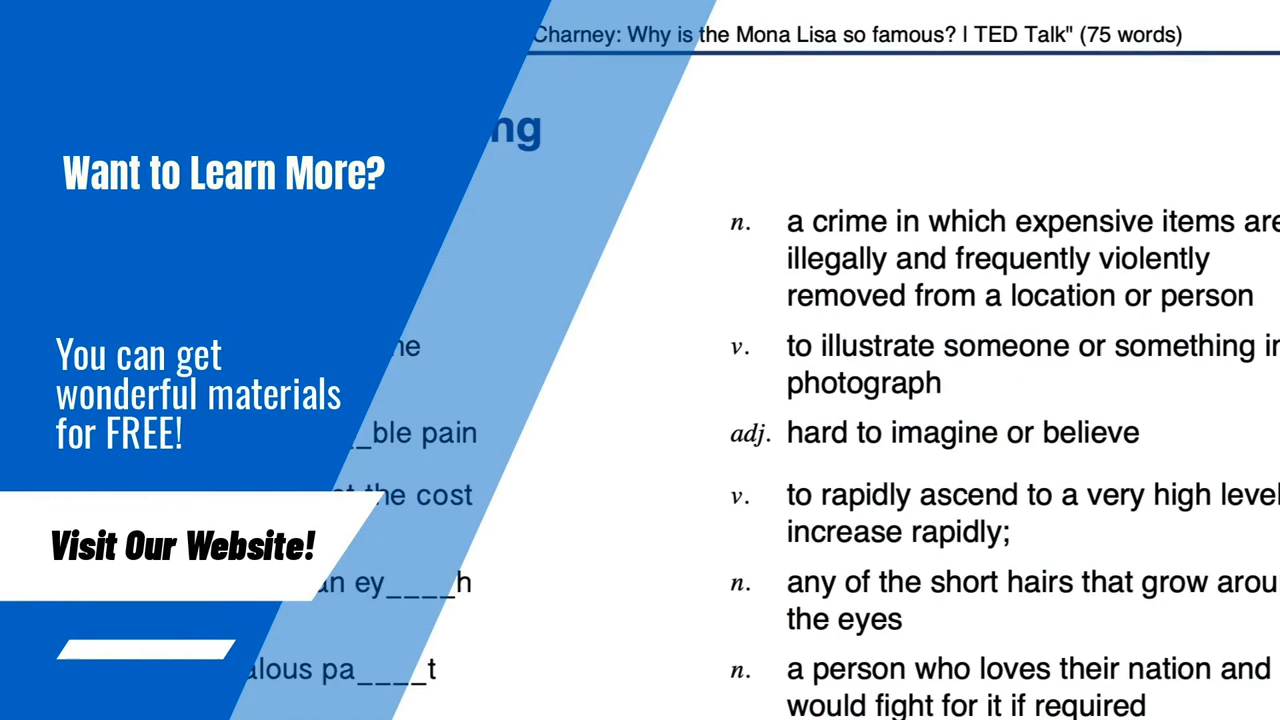 Charney: Why is the Mona Lisa so famous? | TED Talk" (75 words)
ng
Want to Learn More?
You can get
wonderful materials
for FREE!
Visit Our Website!
ne
_ble pain
the cost
an ey____h
alous pa____t
n. a crime in which expensive items are
illegally and frequently violently
removed from a location or person
v. to illustrate someone or something in
photograph
adj. hard to imagine or believe
v. to rapidly ascend to a very high level
increase rapidly;
n. any of the short hairs that grow arou
the eyes
n. a person who loves their nation and
would fight for it if required